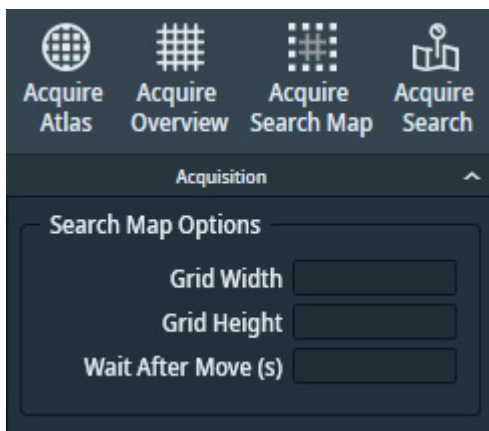 Acquire Acquire Acquire Acquire
Atlas Overview Search Map Search
Acquisition
Search Map Options
Grid Width
Grid Height
Wait After Move (s)